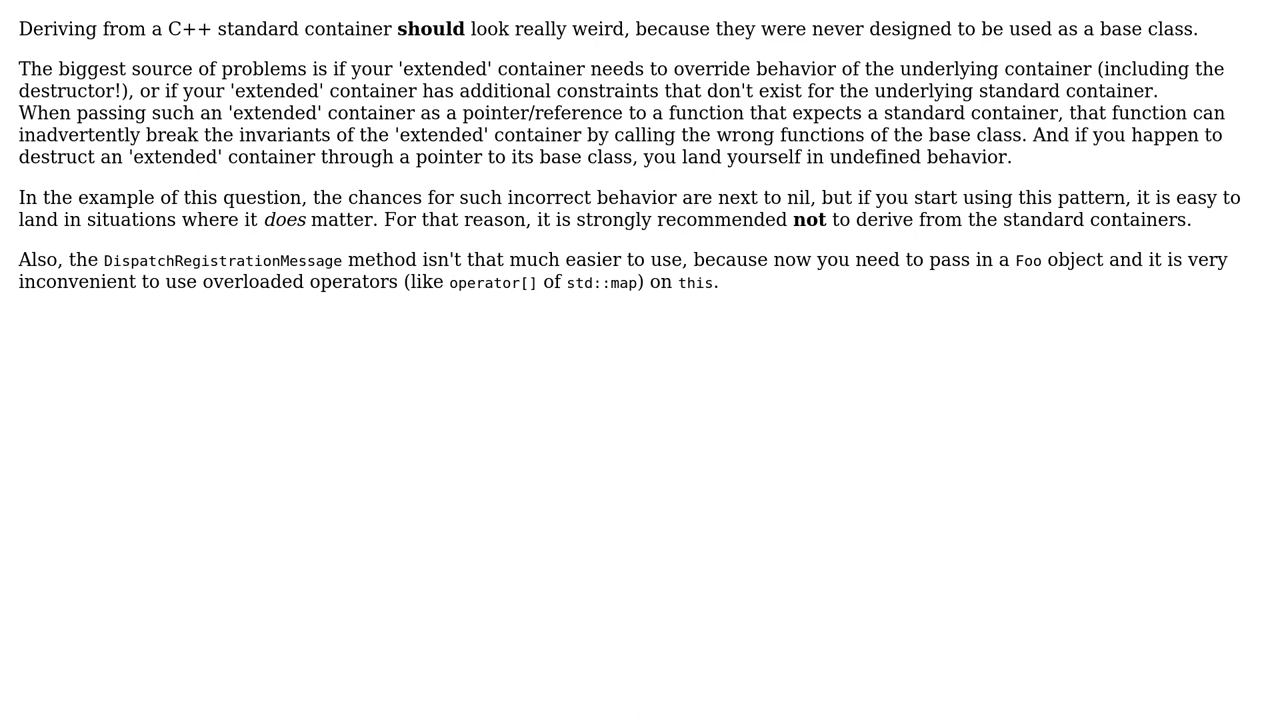 Deriving from a C++ standard container should look really weird, because they were never designed to be used as a base class.
The biggest source of problems is if your 'extended' container needs to override behavior of the underlying container (including the
destructor!), or if your 'extended' container has additional constraints that don't exist for the underlying standard container.
When passing such an 'extended' container as a pointer/reference to a function that expects a standard container, that function can
inadvertently break the invariants of the 'extended' container by calling the wrong functions of the base class. And if you happen to
destruct an 'extended' container through a pointer to its base class, you land yourself in undefined behavior.
In the example of this question, the chances for such incorrect behavior are next to nil, but if you start using this pattern, it is easy to
land in situations where it does matter. For that reason, it is strongly recommended not to derive from the standard containers.
Also, the DispatchRegistrationMessage method isn't that much easier to use, because now you need to pass in a Foo object and it is very
inconvenient to use overloaded operators (like operator[] of std::map) on this.